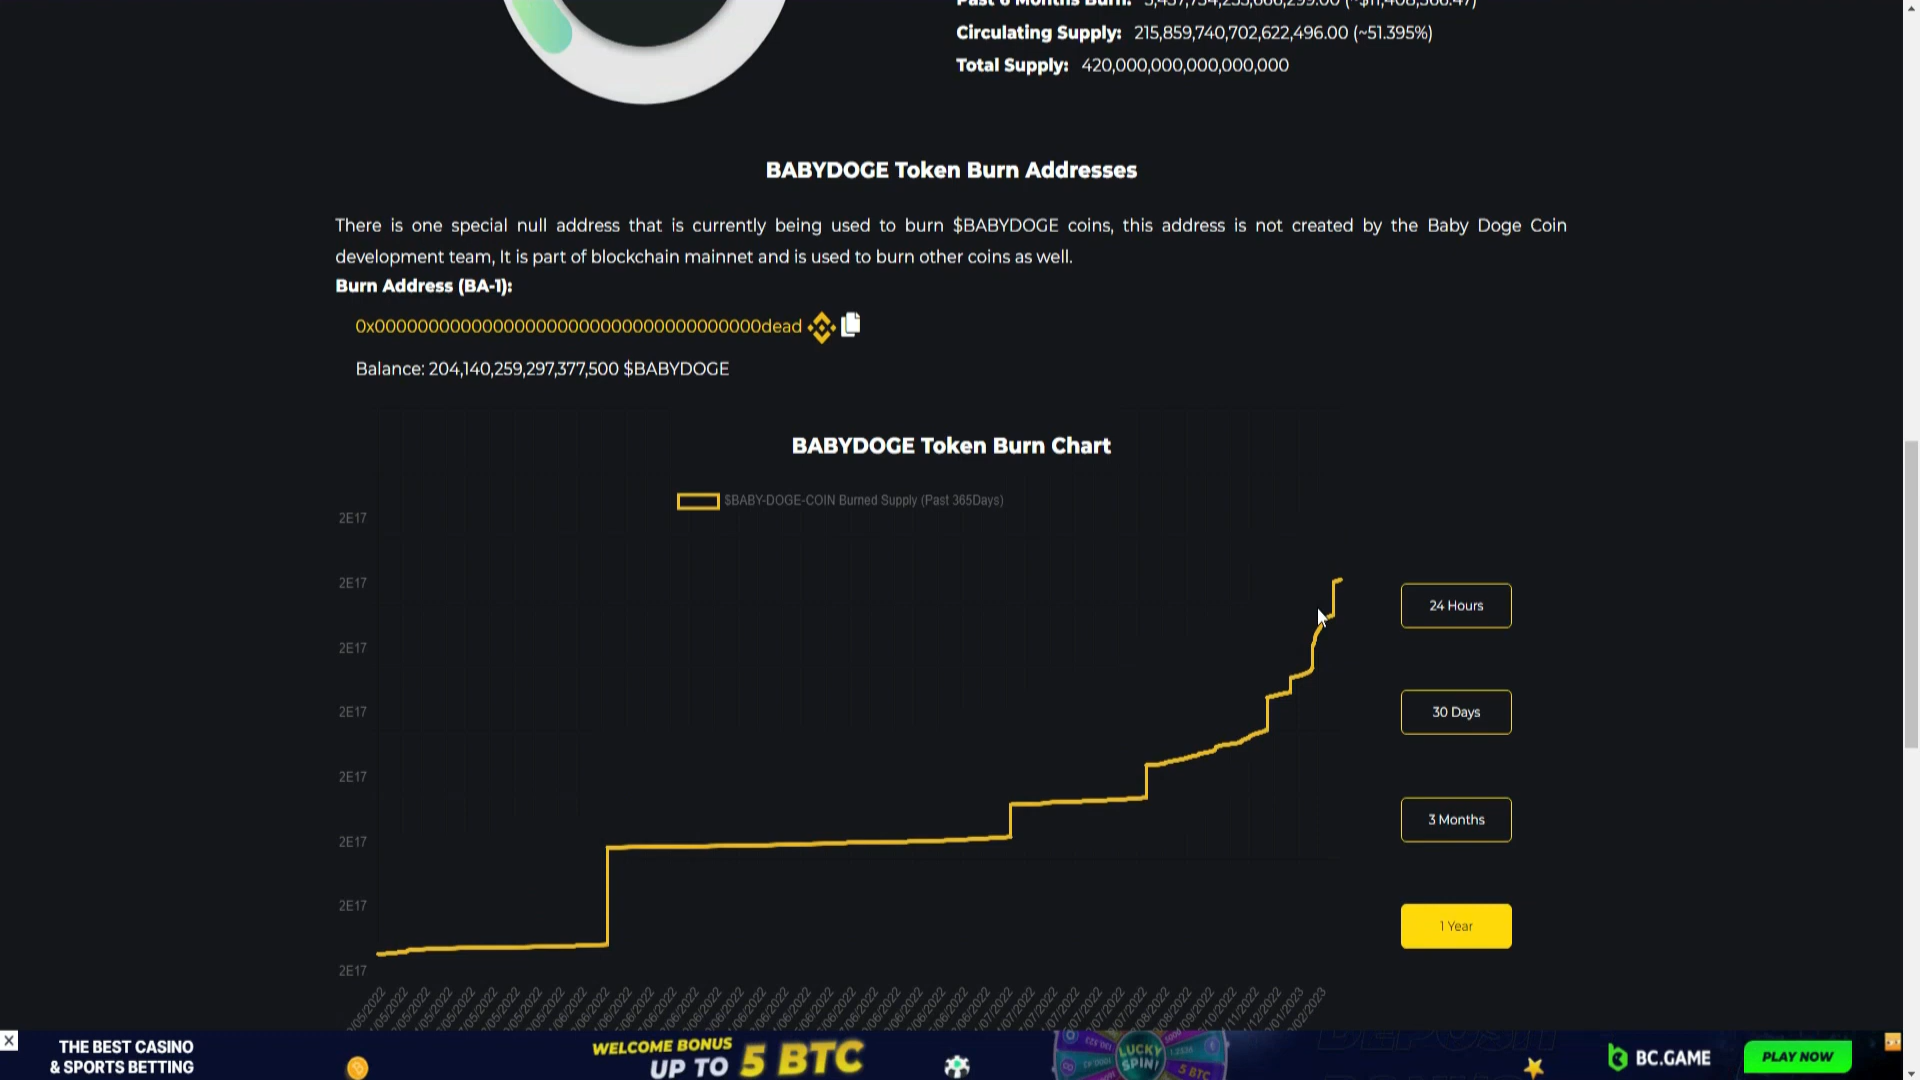 Circulating Supply: 215,859,740,702,622,496.00 (~51.395%)
Total Supply: 420,000,000,000,000,000
BABYDOGE Token Burn Addresses
There is one special null address that is currently being used to burn $BABYDOGE coins, this address is not created by the Baby Doge Coin
development team, It is part of blockchain mainnet and is used to burn other coins as well.
Burn Address (BA-1):
0x000000000000000000000000000000000000dead
Balance: 204,140,259,297,377,500 $BABYDOGE
BABYDOGE Token Burn Chart
$BABY-DOGE-COIN Burned Supply (Past 365Days)
2E17
2E17
2E17
2E17
2E17
2E17
2E17
2E17
24 Hours
30 Days
3 Months
1 Year
THE BEST CASINO
& SPORTS BETTING
WELCOME BONUS
UP TO 5 BTC
LUCKY
SPIN!
5 BTC
BC.GAME
PLAY NOW